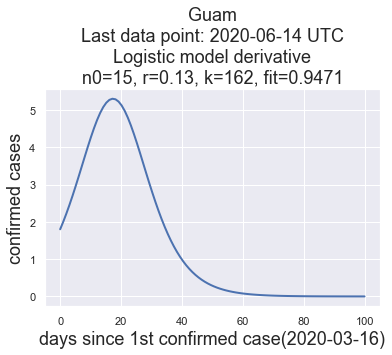 Guam
Last data point: 2020-06-14 UTC
Logistic model derivative
n0=15, r=0.13, k=162, fit=0.9471
confirmed cases
5
4
3
2
1
0
0 20 40 60 80 100
days since 1st confirmed case(2020-03-16)